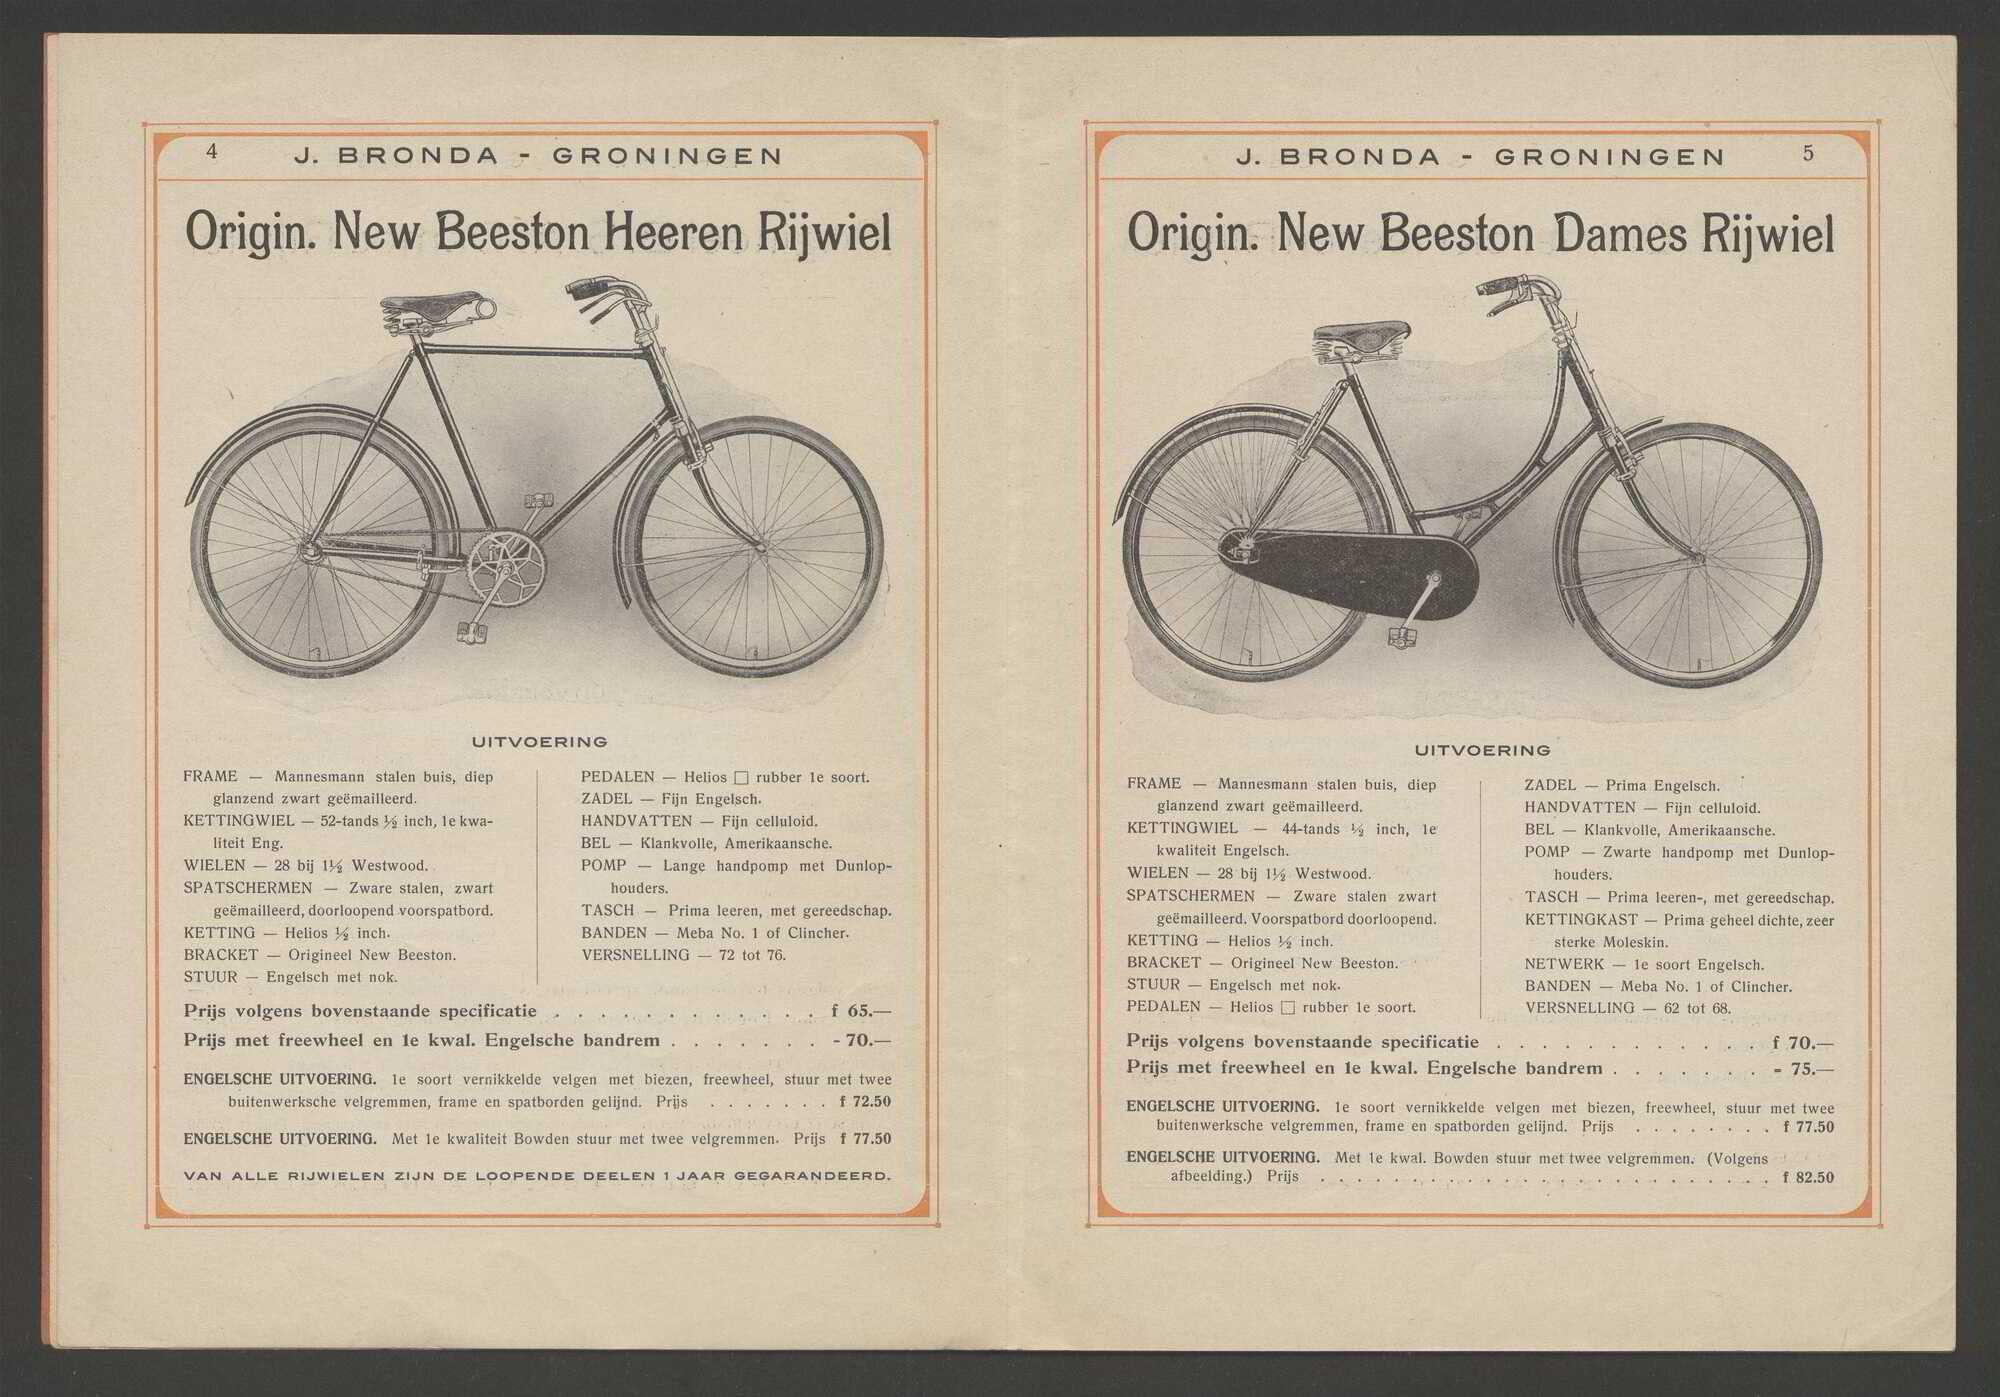 4
J. BRONDA - GRONINGEN
Origin. New Beeston Heeren Rijwiel
UITVOERING
FRAME — Mannesmann stalen buis, diep
glanzend zwart geëmailleerd.
KETTINGWIEL — 52-tands ½ inch, 1e kwa-
liteit Eng.
WIELEN — 28 bij 1½ Westwood.
SPATSCHERMEN — Zware stalen, zwart
geëmailleerd, doorloopend voorspatbord.
KETTING — Helios ½ inch.
BRACKET — Origineel New Beeston.
STUUR — Engelsch met nok.
PEDALEN — Helios □ rubber 1e soort.
ZADEL — Fijn Engelsch.
HANDVATTEN — Fijn celluloid.
BEL — Klankvolle, Amerikaansche.
POMP — Lange handpomp met Dunlop-
houders.
TASCH — Prima leeren, met gereedschap.
BANDEN — Meba No. 1 of Clincher.
VERSNELLING — 72 tot 76.
Prijs volgens bovenstaande specificatie . . . . . . . . . . . . f 65.—
Prijs met freewheel en 1e kwal. Engelsche bandrem . . . . . . . - 70.—
ENGELSCHE UITVOERING. 1e soort vernikkelde velgen met biezen, freewheel, stuur met twee
buitenwerksche velgremmen, frame en spatborden gelijnd. Prijs . . . . . . . f 72.50
ENGELSCHE UITVOERING. Met 1e kwaliteit Bowden stuur met twee velgremmen. Prijs f 77.50
VAN ALLE RIJWIELEN ZIJN DE LOOPENDE DEELEN 1 JAAR GEGARANDEERD.
J. BRONDA - GRONINGEN
5
Origin. New Beeston Dames Rijwiel
UITVOERING
FRAME — Mannesmann stalen buis, diep
glanzend zwart geëmailleerd.
KETTINGWIEL — 44-tands ½ inch, 1e
kwaliteit Engelsch.
WIELEN — 28 bij 1½ Westwood.
SPATSCHERMEN — Zware stalen zwart
geëmailleerd. Voorspatbord doorloopend.
KETTING — Helios ½ inch.
BRACKET — Origineel New Beeston.
STUUR — Engelsch met nok.
PEDALEN — Helios □ rubber 1e soort.
ZADEL — Prima Engelsch.
HANDVATTEN — Fijn celluloid.
BEL — Klankvolle, Amerikaansche.
POMP — Zwarte handpomp met Dunlop-
houders.
TASCH — Prima leeren-, met gereedschap.
KETTINGKAST — Prima geheel dichte, zeer
sterke Moleskin.
NETWERK — 1e soort Engelsch.
BANDEN — Meba No. 1 of Clincher.
VERSNELLING — 62 tot 68.
Prijs volgens bovenstaande specificatie . . . . . . . . . . . . f 70.—
Prijs met freewheel en 1e kwal. Engelsche bandrem . . . . . . . - 75.—
ENGELSCHE UITVOERING. 1e soort vernikkelde velgen met biezen, freewheel, stuur met twee
buitenwerksche velgremmen, frame en spatborden gelijnd. Prijs . . . . . . . . f 77.50
ENGELSCHE UITVOERING. Met 1e kwal. Bowden stuur met twee velgremmen. (Volgens
afbeelding.) Prijs . . . . . . . . . . . . . . . . . . . . . . . . . f 82.50